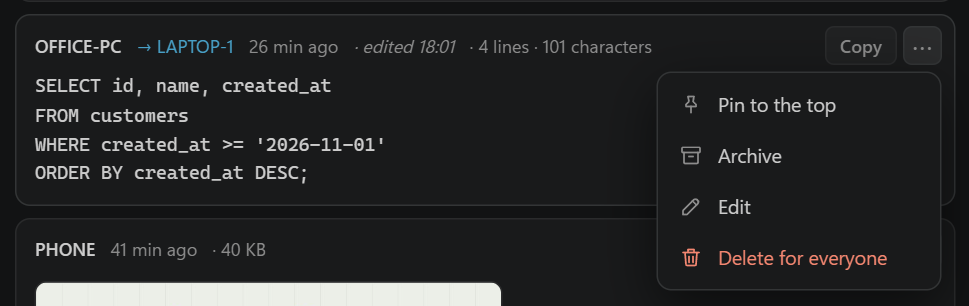 OFFICE-PC → LAPTOP-1 26 min ago · edited 18:01 · 4 lines · 101 characters Copy ...
SELECT id, name, created_at
FROM customers
WHERE created_at >= '2026-11-01'
ORDER BY created_at DESC;
Pin to the top
Archive
Edit
Delete for everyone
PHONE 41 min ago · 40 KB